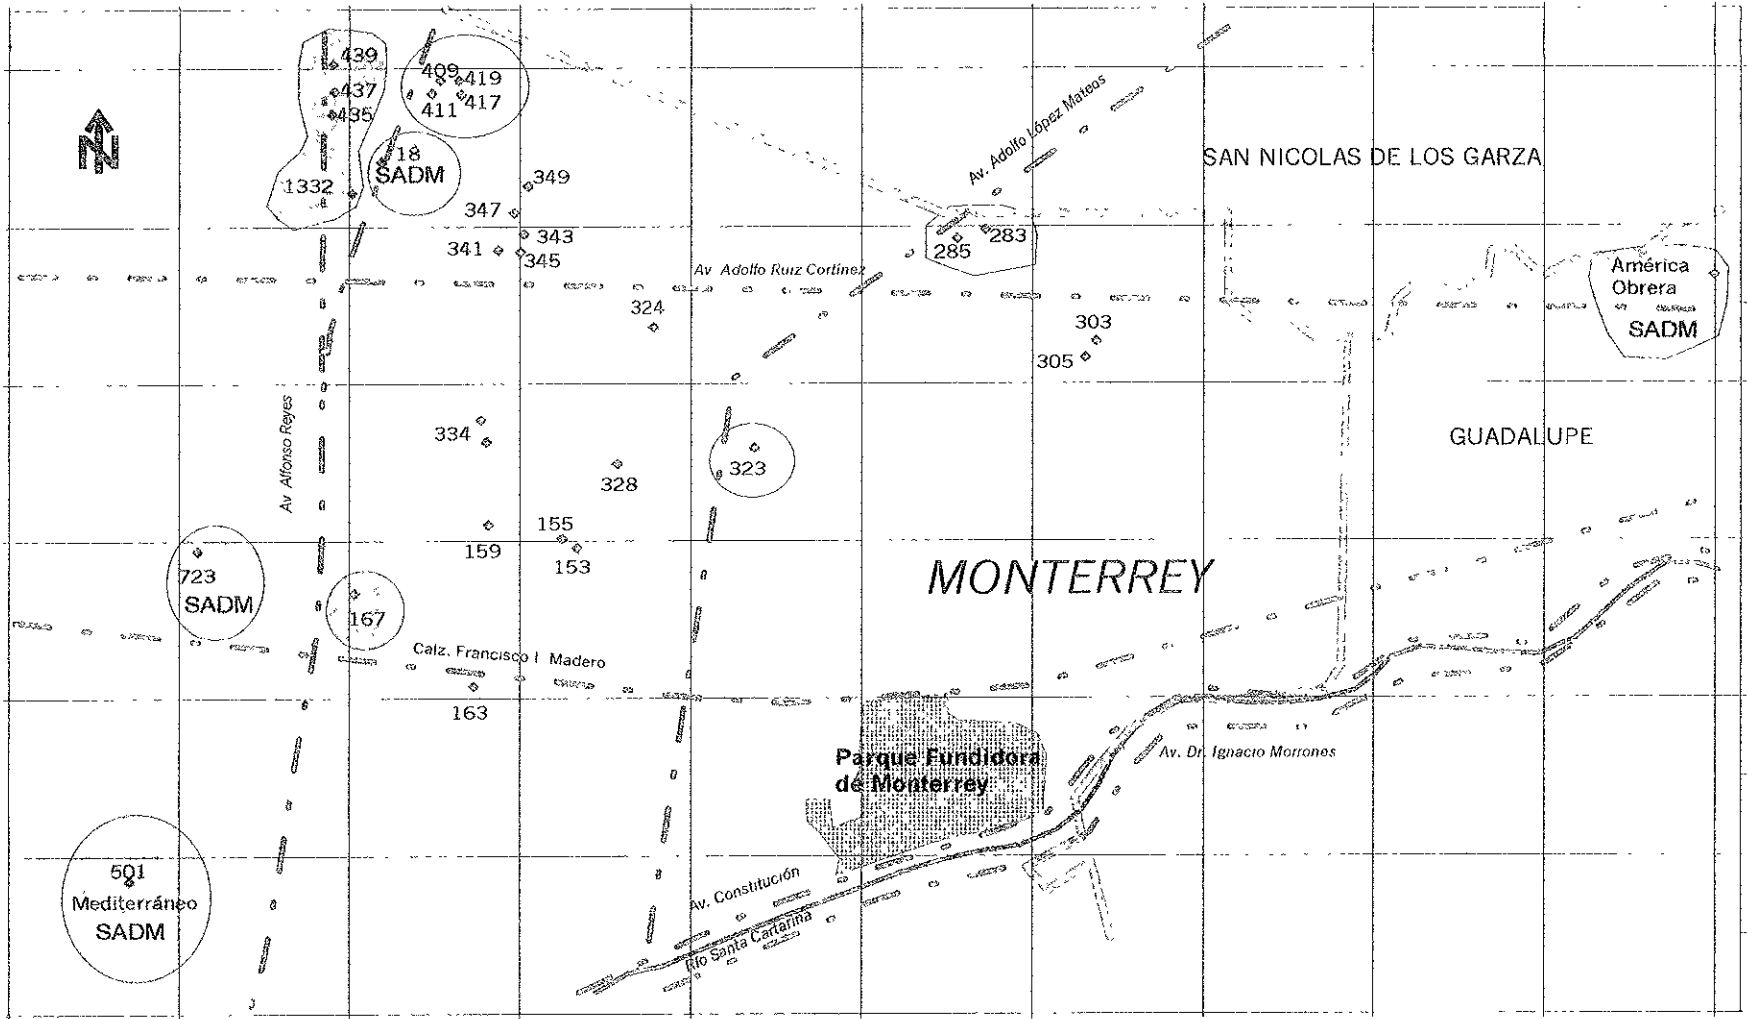 439
409
419
437
411
417
435
N
18
SADM
1332
349
347
343
341
345
Av. Adolfo López Mateos
SAN NICOLAS DE LOS GARZA
285
283
Av Adolfo Ruiz Cortinez
América
Obrera
SADM
324
303
305
Av Alfonso Reyes
334
323
328
GUADALUPE
155
159
153
723
SADM
167
MONTERREY
Calz. Francisco I Madero
163
Parque Fundidora
de Monterrey
Av. Dr. Ignacio Morrones
501
Mediterráneo
SADM
Av. Constitución
Río Santa Cartarina